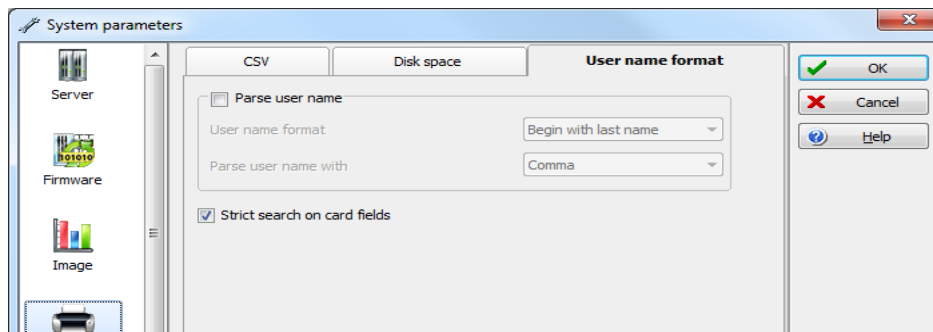 System parameters
Server
Firmware
Image
CSV
Disk space
User name format
Parse user name
User name format
Begin with last name
Parse user name with
Comma
Strict search on card fields
OK
Cancel
Help